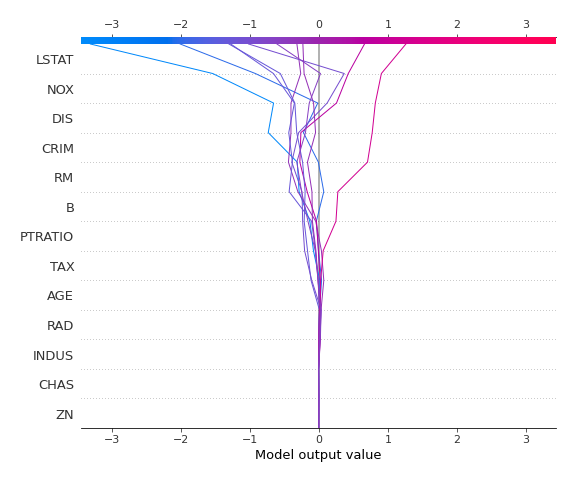 −3 −2 −1 0 1 2 3
LSTAT
NOX
DIS
CRIM
RM
B
PTRATIO
TAX
AGE
RAD
INDUS
CHAS
ZN
−3 −2 −1 0 1 2 3
Model output value